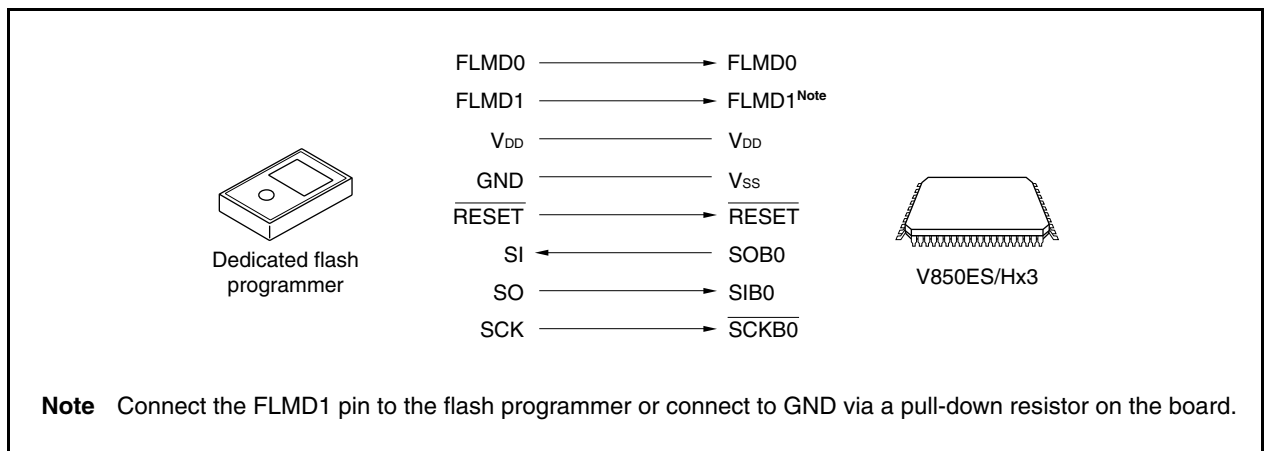 FLMD0 FLMD0
FLMD1 FLMD1Note
VDD VDD
GND VSS
RESET RESET
SI SOB0
SO SIB0
SCK SCKB0
Dedicated flash
programmer
V850ES/Hx3
Note Connect the FLMD1 pin to the flash programmer or connect to GND via a pull-down resistor on the board.